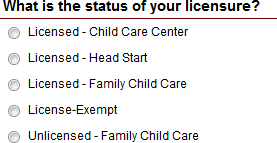 What is the status of your licensure?
Licensed - Child Care Center
Licensed - Head Start
Licensed - Family Child Care
License-Exempt
Unlicensed - Family Child Care